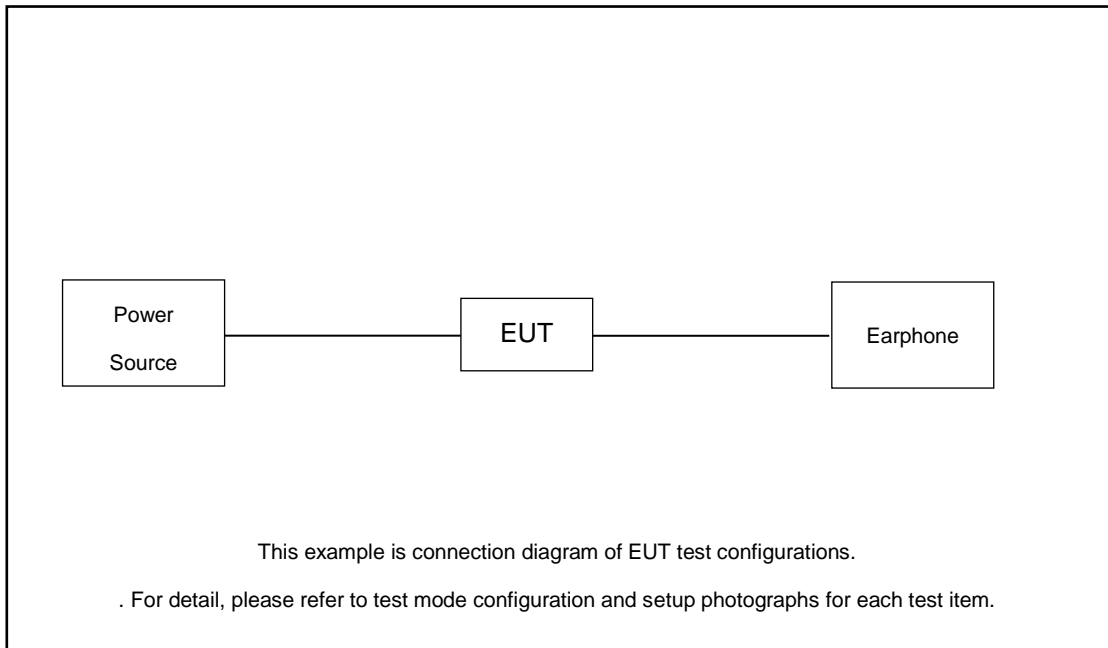 Power
Source
EUT
Earphone
This example is connection diagram of EUT test configurations.
. For detail, please refer to test mode configuration and setup photographs for each test item.